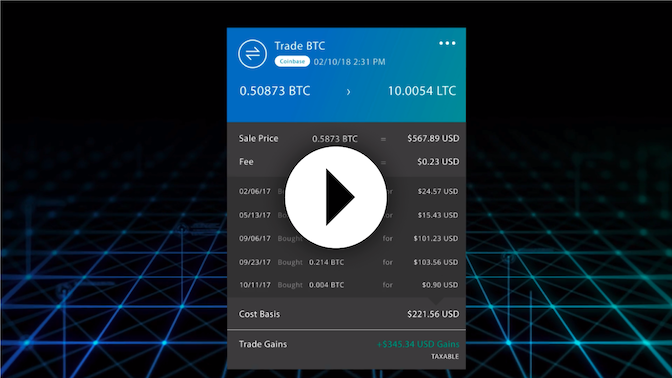 Trade BTC
Coinbase 02/10/18 2:31 PM
0.50873 BTC › 10.0054 LTC
Sale Price 0.5873 BTC = $567.89 USD
Fee = $0.23 USD
02/06/17 for $24.57 USD
05/13/17 for $15.43 USD
09/06/17 for $101.23 USD
09/23/17 Bought 0.214 BTC for $103.56 USD
10/11/17 Bought 0.004 BTC for $0.90 USD
Cost Basis $221.56 USD
Trade Gains +$345.34 USD Gains
TAXABLE